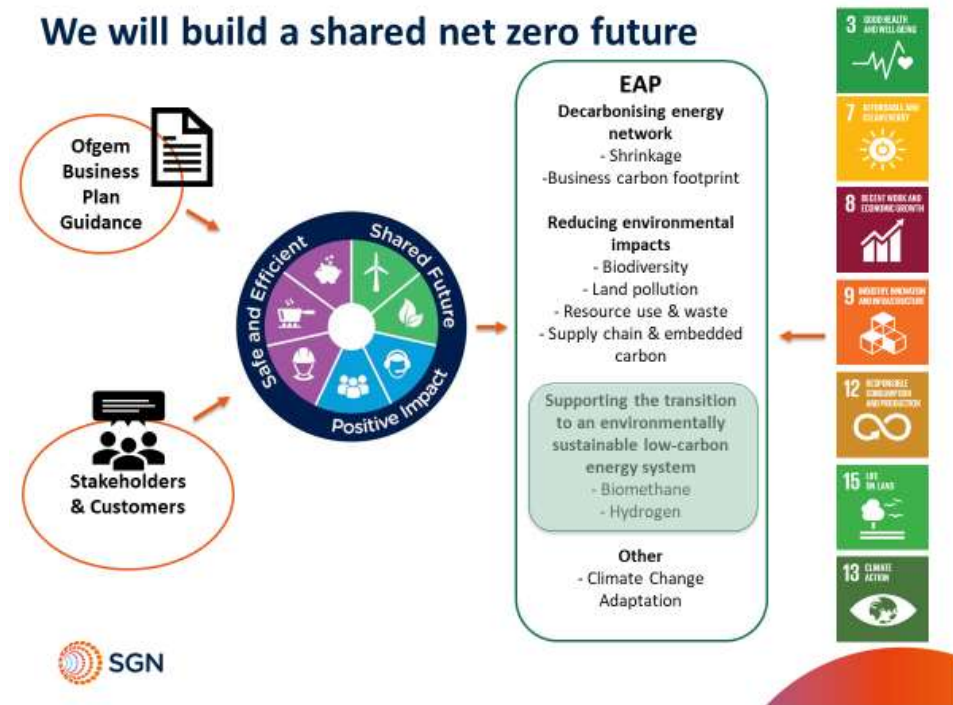 We will build a shared net zero future
Ofgem
Business
Plan
Guidance
Stakeholders
& Customers
Safe and Efficient
Shared Future
Positive Impact
EAP
Decarbonising energy
network
- Shrinkage
-Business carbon footprint
Reducing environmental
impacts
- Biodiversity
- Land pollution
- Resource use & waste
- Supply chain & embedded
carbon
Supporting the transition
to an environmentally
sustainable low-carbon
energy system
- Biomethane
- Hydrogen
Other
- Climate Change
Adaptation
3 GOOD HEALTH
AND WELL-BEING
7 AFFORDABLE AND
CLEAN ENERGY
8 DECENT WORK AND
ECONOMIC GROWTH
9 INDUSTRY, INNOVATION
AND INFRASTRUCTURE
12 RESPONSIBLE
CONSUMPTION
AND PRODUCTION
15 LIFE
ON LAND
13 CLIMATE
ACTION
SGN